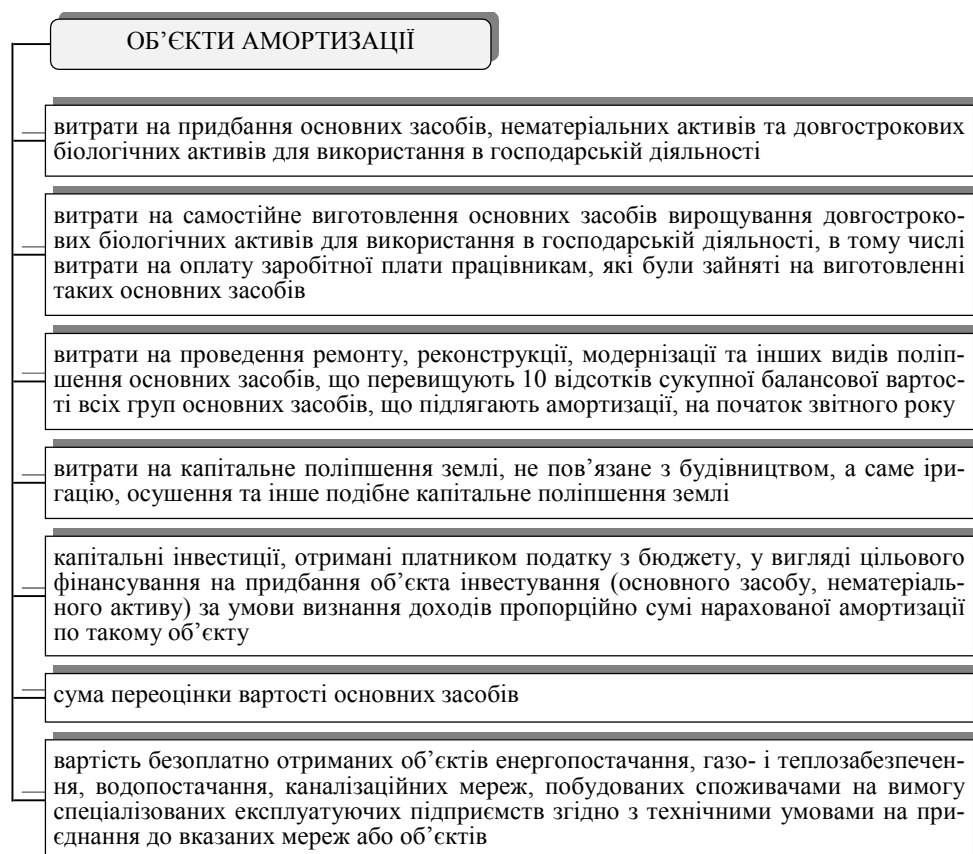 ОБ’ЄКТИ АМОРТИЗАЦІЇ
витрати на придбання основних засобів, нематеріальних активів та довгострокових
біологічних активів для використання в господарській діяльності
витрати на самостійне виготовлення основних засобів вирощування довгостроко-
вих біологічних активів для використання в господарській діяльності, в тому числі
витрати на оплату заробітної плати працівникам, які були зайняті на виготовленні
таких основних засобів
витрати на проведення ремонту, реконструкції, модернізації та інших видів поліп-
шення основних засобів, що перевищують 10 відсотків сукупної балансової вартос-
ті всіх груп основних засобів, що підлягають амортизації, на початок звітного року
витрати на капітальне поліпшення землі, не пов’язане з будівництвом, а саме ірі-
гацію, осушення та інше подібне капітальне поліпшення землі
капітальні інвестиції, отримані платником податку з бюджету, у вигляді цільового
фінансування на придбання об’єкта інвестування (основного засобу, нематеріаль-
ного активу) за умови визнання доходів пропорційно сумі нарахованої амортизації
по такому об’єкту
сума переоцінки вартості основних засобів
вартість безоплатно отриманих об’єктів енергопостачання, газо- і теплозабезпечен-
ня, водопостачання, каналізаційних мереж, побудованих споживачами на вимогу
спеціалізованих експлуатуючих підприємств згідно з технічними умовами на при-
єднання до вказаних мереж або об’єктів